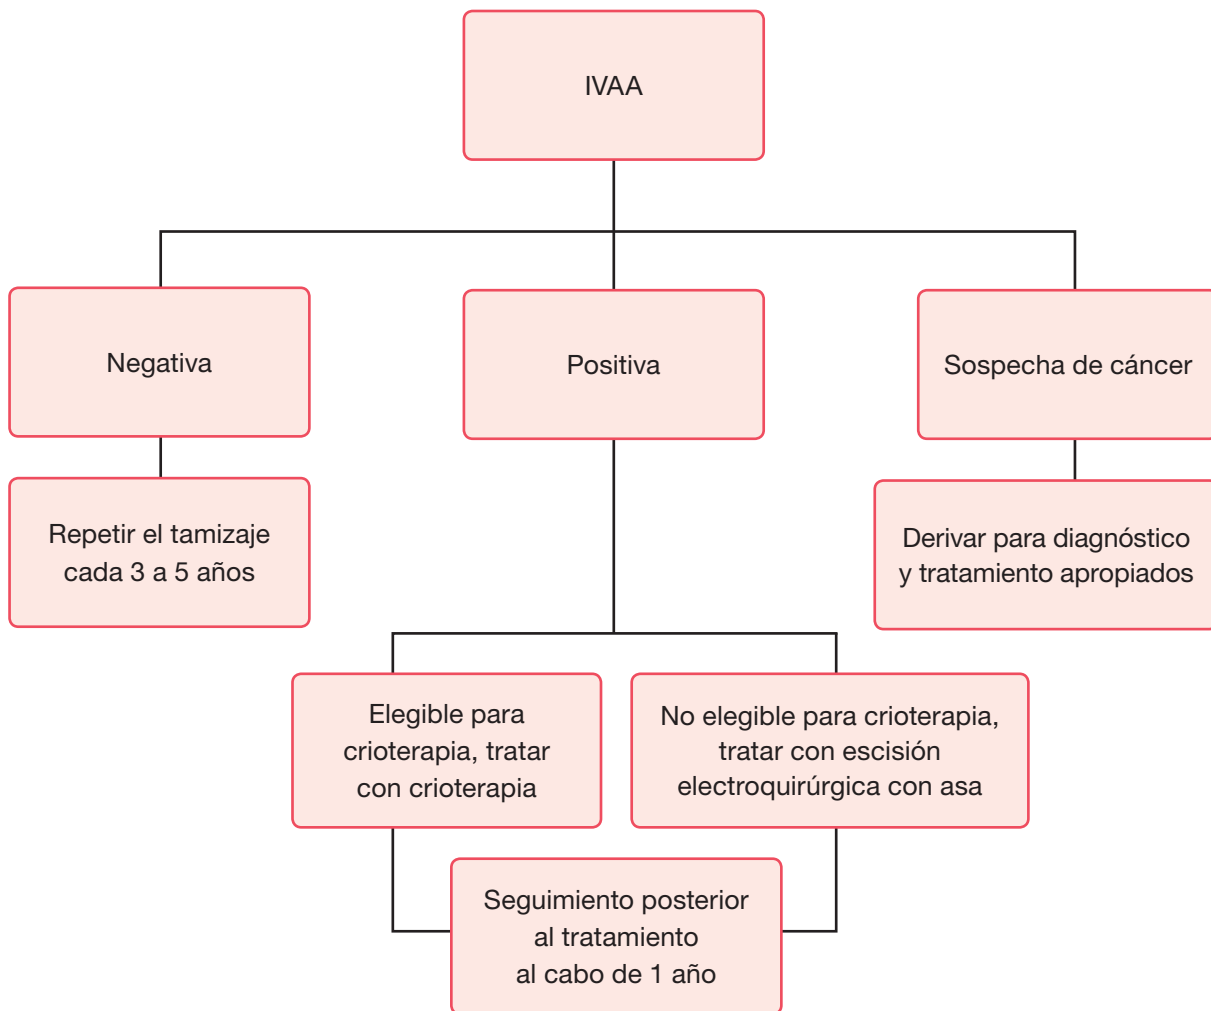 IVAA
Negativa
Positiva
Sospecha de cáncer
Repetir el tamizaje
cada 3 a 5 años
Derivar para diagnóstico
y tratamiento apropiados
Elegible para
crioterapia, tratar
con crioterapia
No elegible para crioterapia,
tratar con escisión
electroquirúrgica con asa
Seguimiento posterior
al tratamiento
al cabo de 1 año